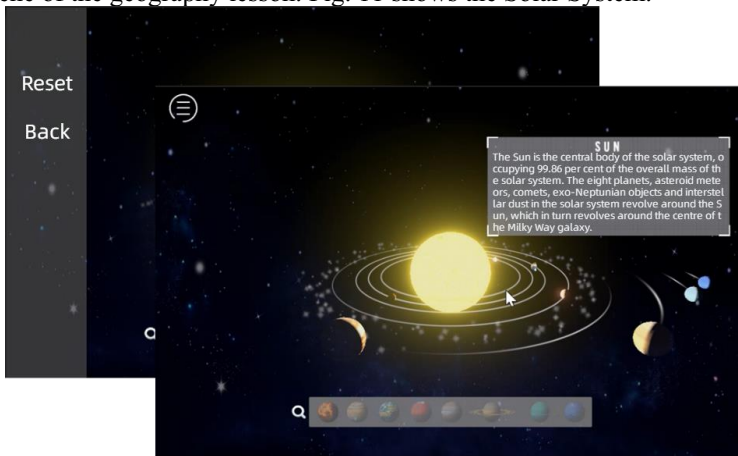 ene of the geography lesson. Fig. 11 shows the Solar System.
Reset
Back
SUN
The Sun is the central body of the solar system, o
ccupying 99.86 per cent of the overall mass of th
e solar system. The eight planets, asteroid mete
ors, comets, exo-Neptunian objects and interstel
lar dust in the solar system revolve around the S
un, which in turn revolves around the centre of t
he Milky Way galaxy.